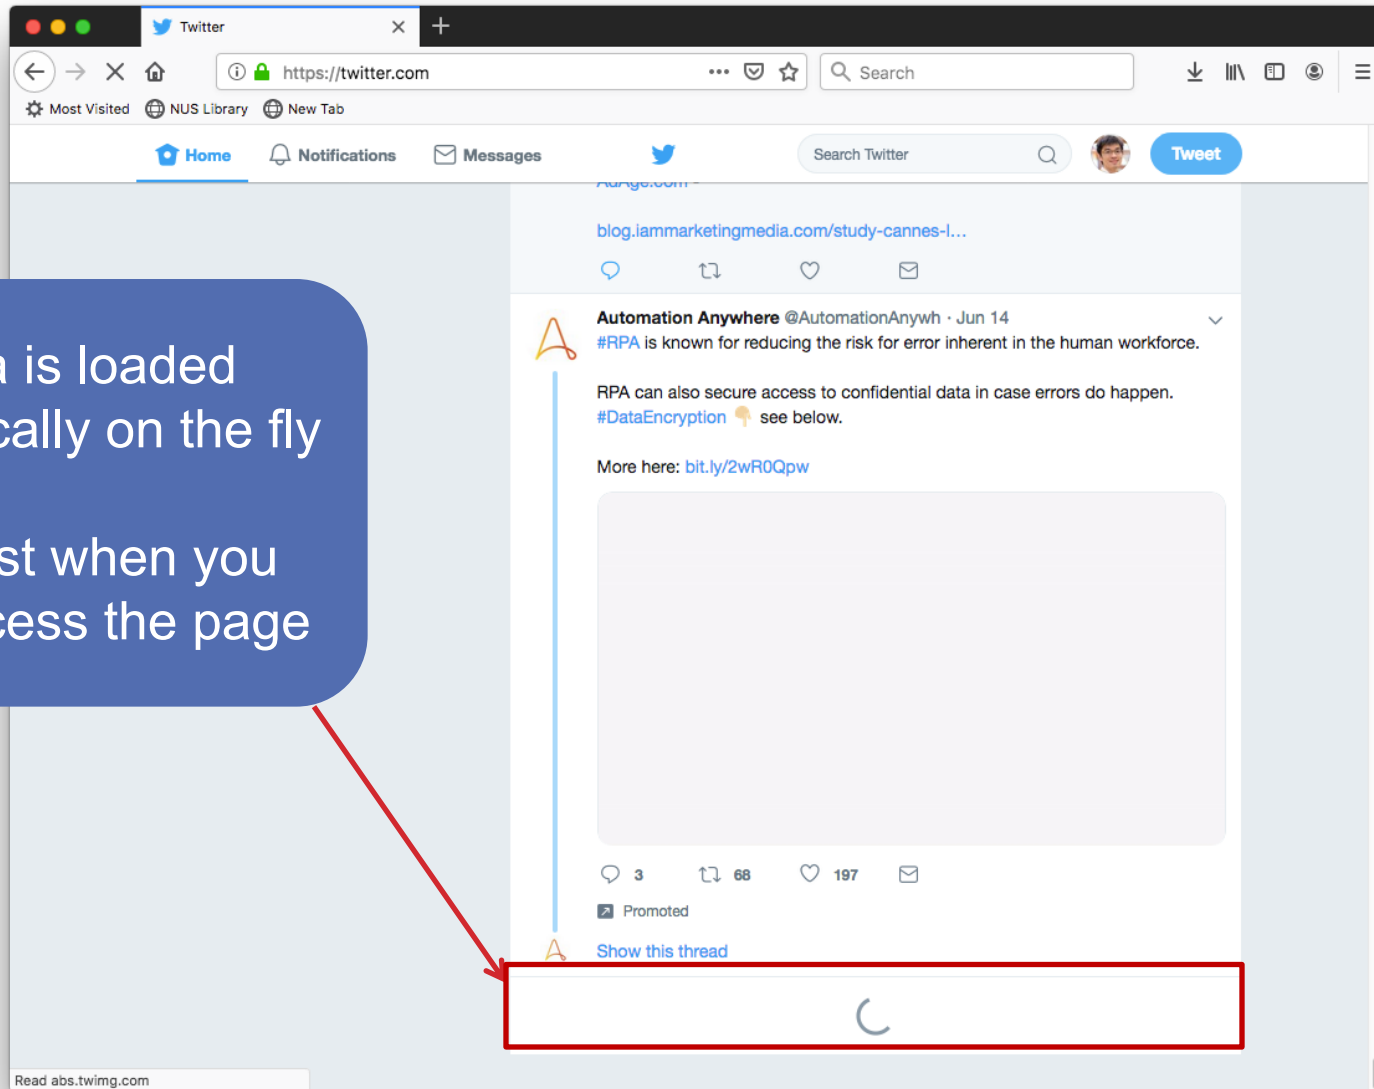 Twitter
https://twitter.com
Search
Most Visited NUS Library New Tab
Home Notifications Messages Search Twitter Tweet
AdAge.com -
blog.iammarketingmedia.com/study-cannes-l…
Automation Anywhere @AutomationAnywh · Jun 14
#RPA is known for reducing the risk for error inherent in the human workforce.
RPA can also secure access to confidential data in case errors do happen.
#DataEncryption 👇 see below.
More here: bit.ly/2wR0Qpw
3 68 197
Promoted
Show this thread
is loaded
cally on the fly
st when you
cess the page
Read abs.twimg.com